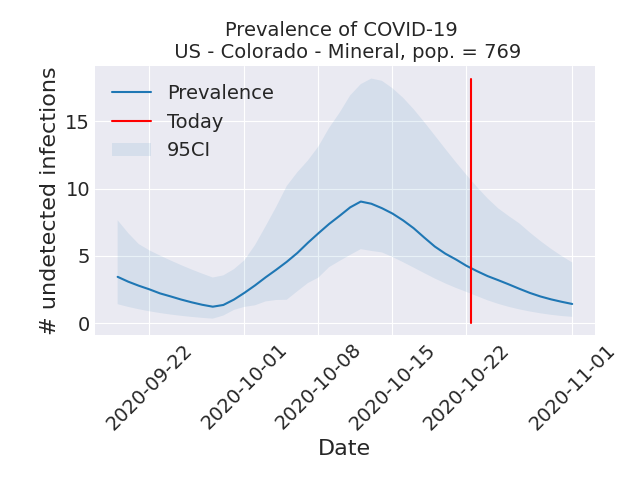 Prevalence of COVID-19
US - Colorado - Mineral, pop. = 769
# undetected infections
15
10
5
0
Prevalence
Today
95CI
2020-09-22
2020-10-01
2020-10-08
2020-10-15
2020-10-22
2020-11-01
Date